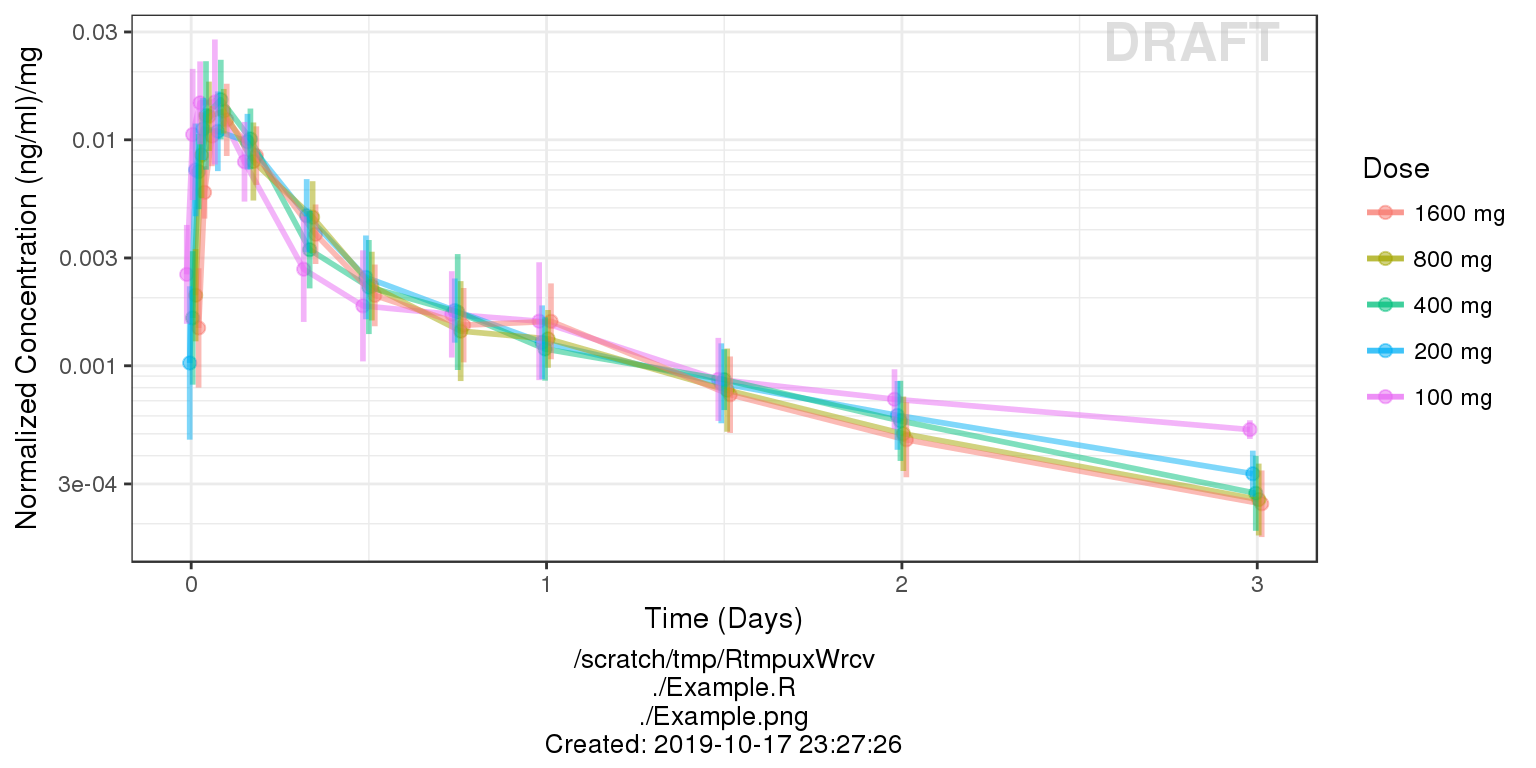 DRAFT
Normalized Concentration (ng/ml)/mg
0.03
0.01
0.003
0.001
3e-04
0
1
2
3
Time (Days)
Dose
1600 mg
800 mg
400 mg
200 mg
100 mg
/scratch/tmp/RtmpuxWrcv
./Example.R
./Example.png
Created: 2019-10-17 23:27:26